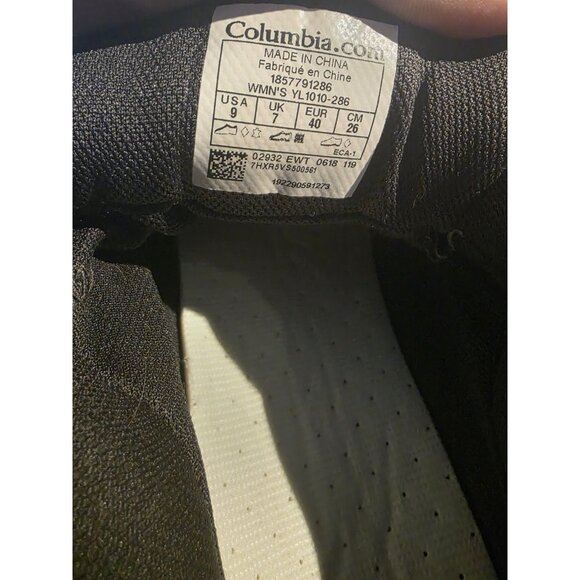 Columbia.com
MADE IN CHINA
Fabriqué en Chine
1857791286
WMN'S YL1010-286
USA UK EUR CM
9 7 40 26
ECA-1
02932 EWT 0618 119
7HXR5VS500561
192290591273